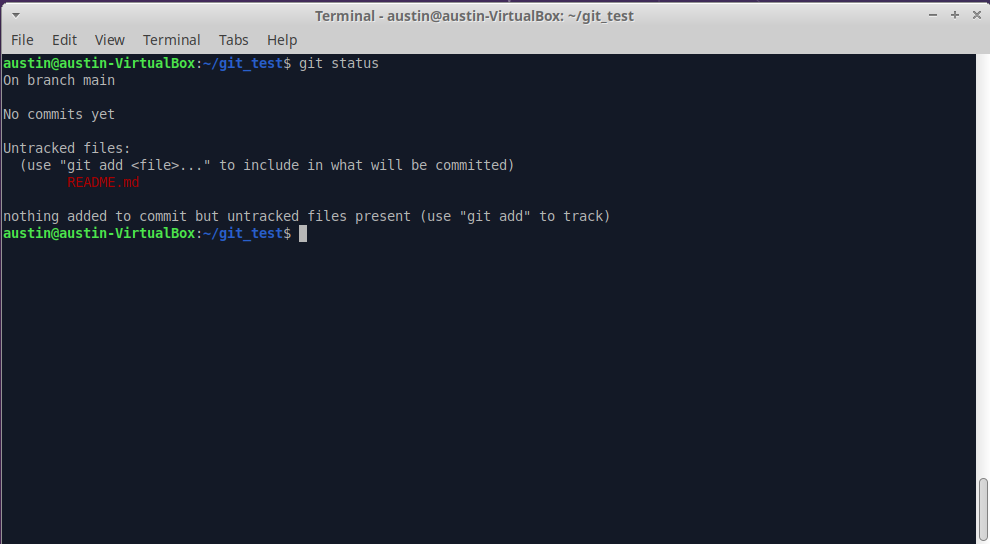 Terminal - austin@austin-VirtualBox: ~/git_test
File Edit View Terminal Tabs Help
austin@austin-VirtualBox:~/git_test$ git status
On branch main
No commits yet
Untracked files:
  (use "git add <file>..." to include in what will be committed)
        README.md
nothing added to commit but untracked files present (use "git add" to track)
austin@austin-VirtualBox:~/git_test$